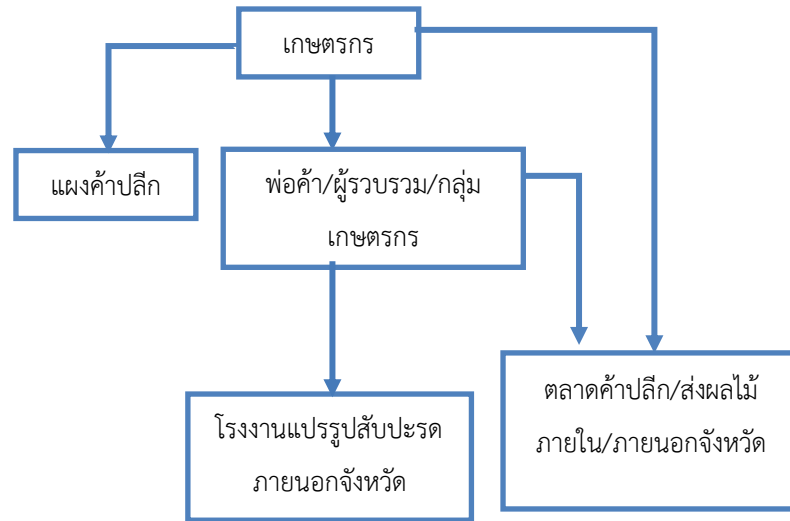 เกษตรกร
แผงค้าปลีก
พ่อค้า/ผู้รวบรวม/กลุ่ม
เกษตรกร
โรงงานแปรรูปสับปะรด
ภายนอกจังหวัด
ตลาดค้าปลีก/ส่งผลไม้
ภายใน/ภายนอกจังหวัด